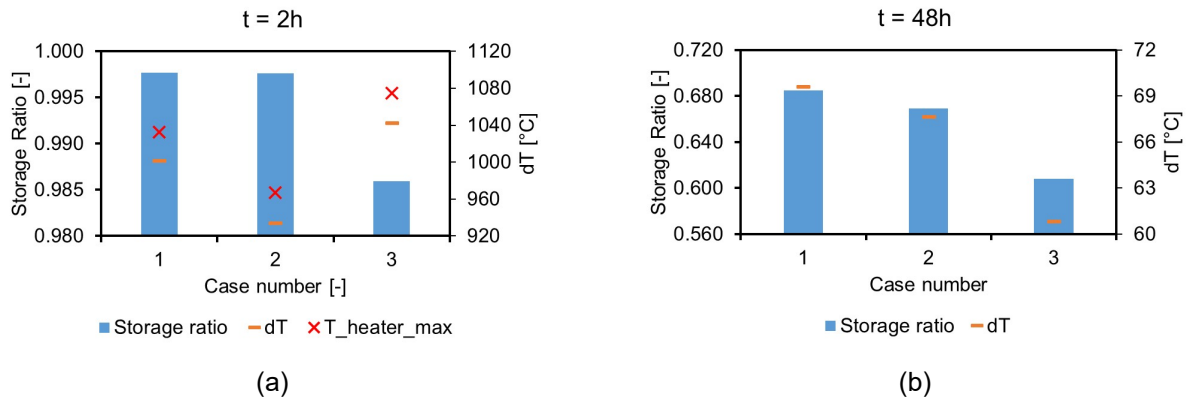 t = 2h
1.000
0.995
0.990
0.985
0.980
Storage Ratio [-]
1120
1080
1040
1000
960
920
dT [°C]
1 2 3
Case number [-]
Storage ratio dT T_heater_max
(a)
t = 48h
0.720
0.680
0.640
0.600
0.560
Storage Ratio [-]
72
69
66
63
60
dT [°C]
1 2 3
Case number
Storage ratio dT
(b)